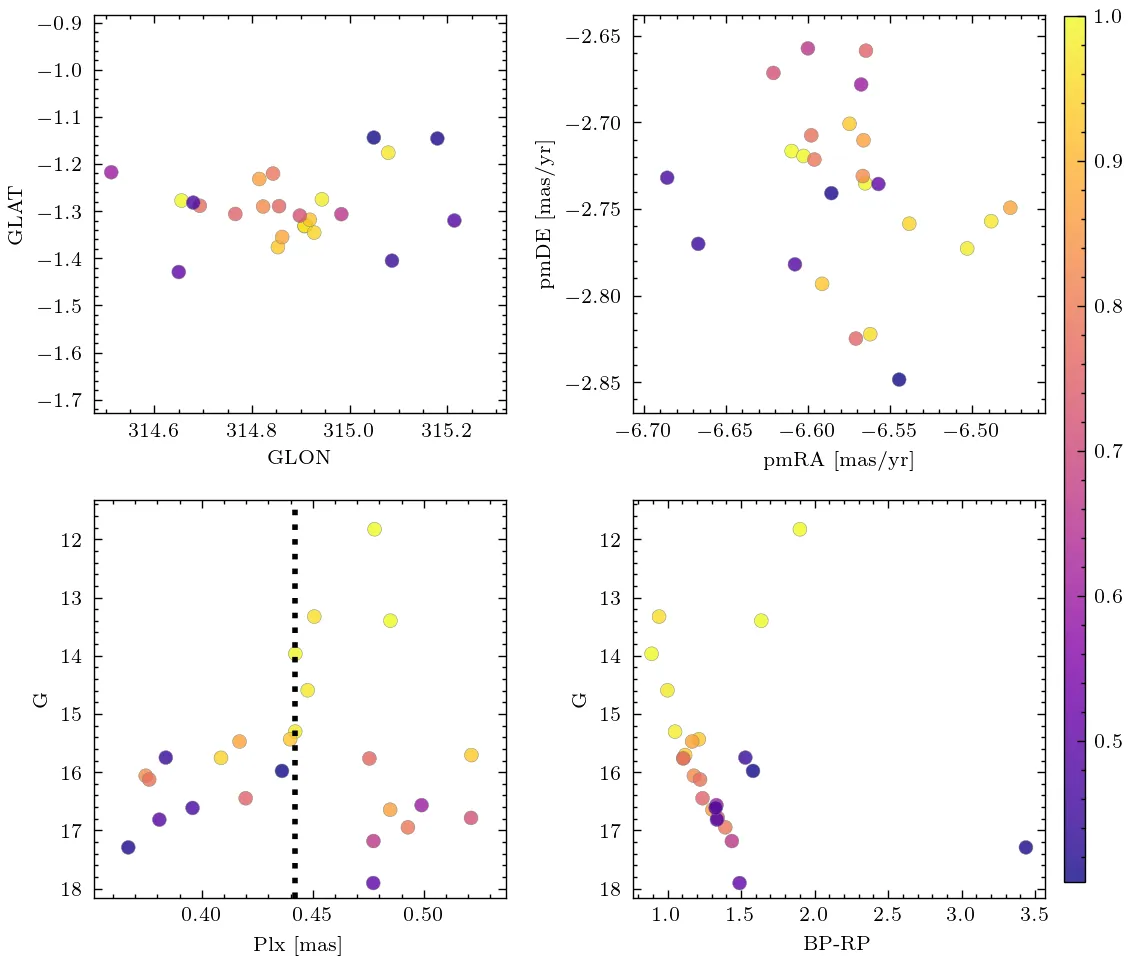 −0.9
−1.0
−1.1
−1.2
−1.3
−1.4
−1.5
−1.6
−1.7
GLAT
314.6 314.8 315.0 315.2
GLON
−2.65
−2.70
−2.75
−2.80
−2.85
pmDE [mas/yr]
−6.70 −6.65 −6.60 −6.55 −6.50
pmRA [mas/yr]
1.0
0.9
0.8
0.7
0.6
0.5
12
13
14
15
16
17
18
G
0.40 0.45 0.50
Plx [mas]
12
13
14
15
16
17
18
G
1.0 1.5 2.0 2.5 3.0 3.5
BP-RP